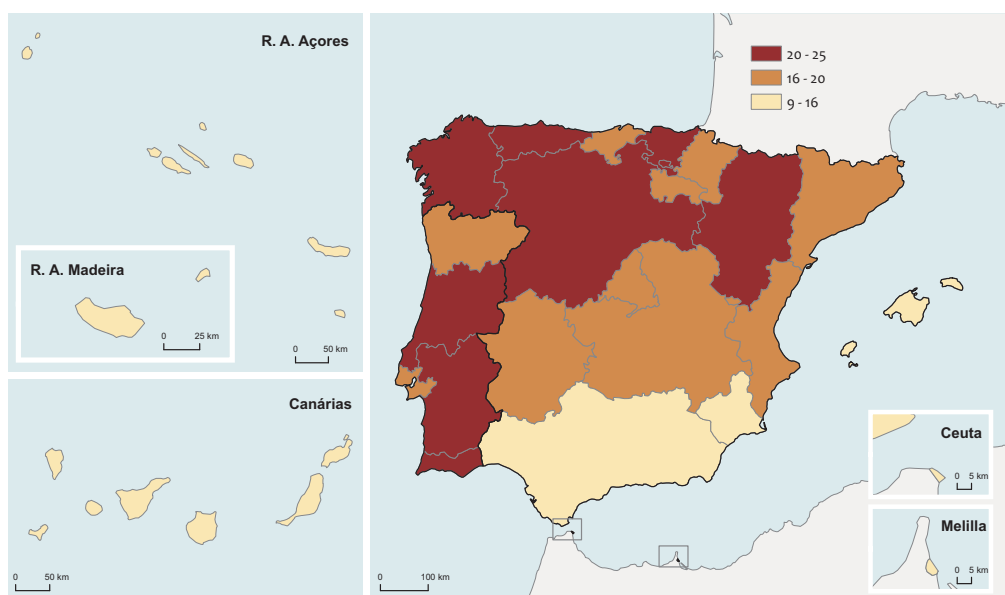 R. A. Açores
R. A. Madeira
0 25 km
0 50 km
Canárias
0 50 km
20 - 25
16 - 20
9 - 16
0 100 km
Ceuta
0 5 km
Melilla
0 5 km